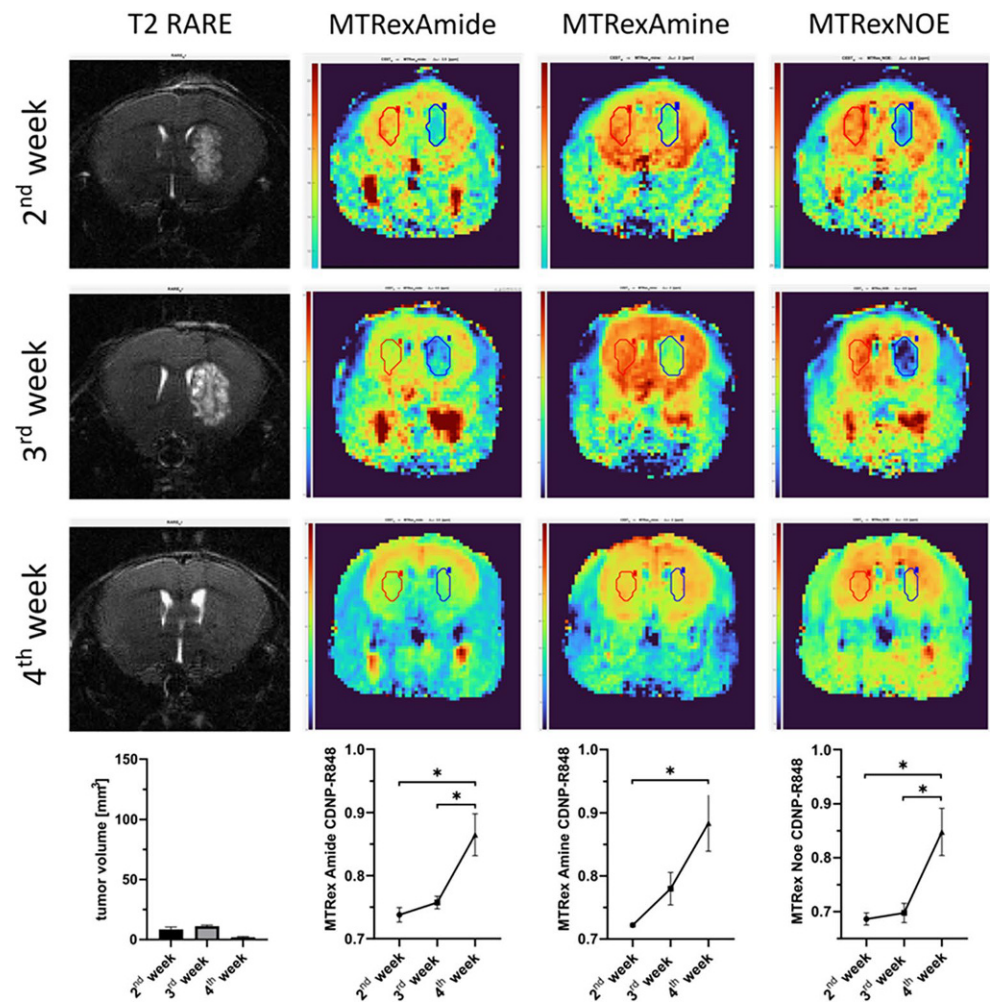 T2 RARE MTRexAmide MTRexAmine MTRexNOE
2nd week
3rd week
4th week
tumor volume [mm³]
150
100
50
0
2nd week 3rd week 4th week
MTRex Amide CDNP-R848
1.0
0.9
0.8
0.7
*
*
2nd week 3rd week 4th week
MTRex Amine CDNP-R848
1.0
0.9
0.8
0.7
*
2nd week 3rd week 4th week
MTRex Noe CDNP-R848
1.0
0.9
0.8
0.7
*
*
2nd week 3rd week 4th week